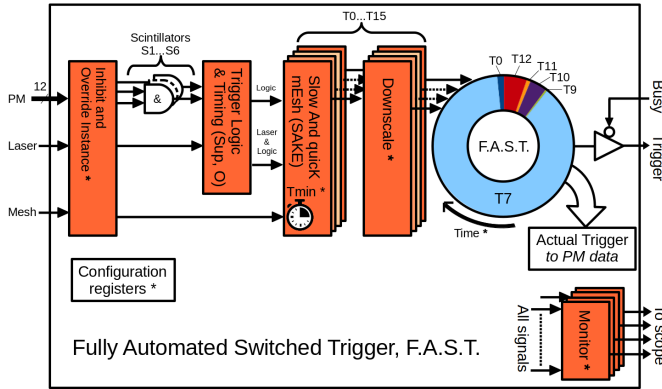 Scintillators
S1...S6
T0...T15
12
PM
Laser
Mesh
Inhibit and
Override Instance *
&
Trigger Logic
& Timing (Sup, O)
Logic
Laser
&
Logic
Slow And quicK
mEsh (SAKE)
Tmin *
Downscale *
T0
T12
T11
T10
T9
F.A.S.T.
T7
Time *
Busy
Trigger
Actual Trigger
to PM data
Configuration
registers *
All signals
Monitor *
To scope
Fully Automated Switched Trigger, F.A.S.T.